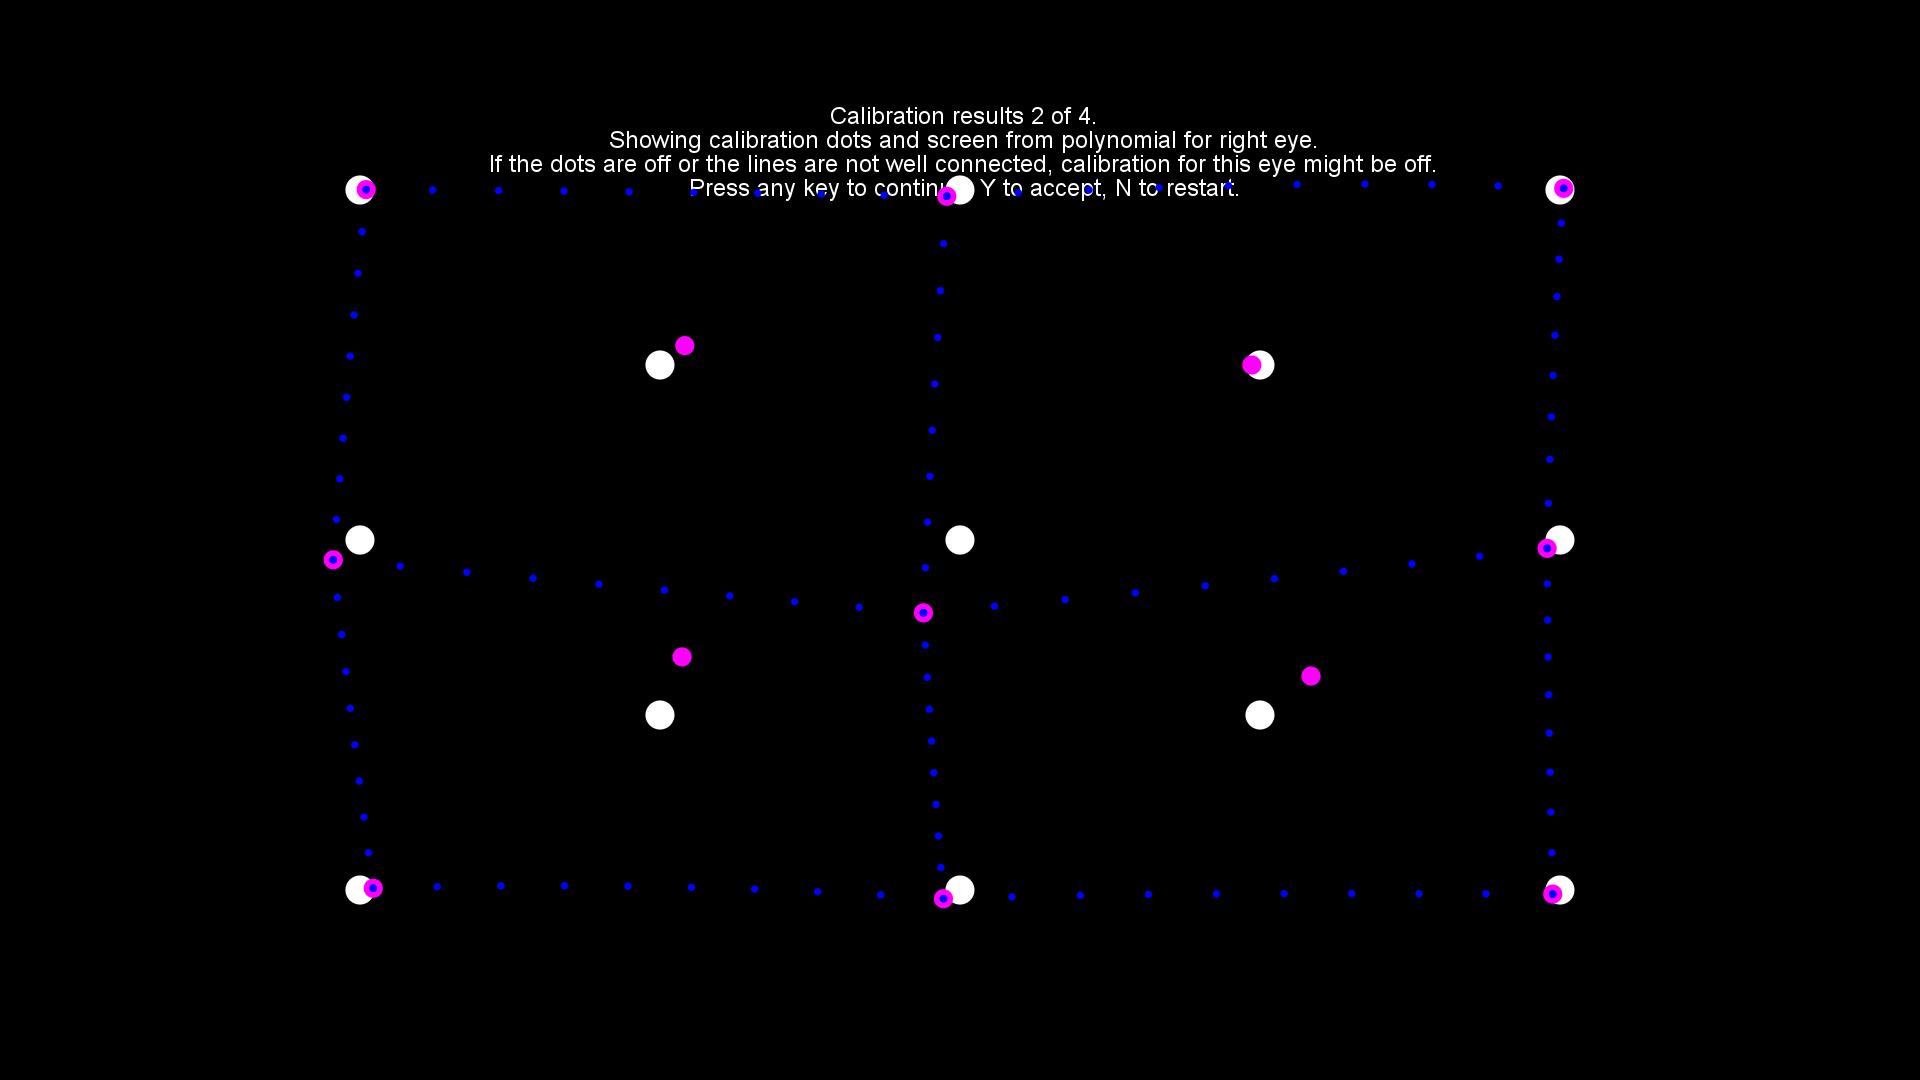 Calibration results 2 of 4.
Showing calibration dots and screen from polynomial for right eye.
If the dots are off or the lines are not well connected, calibration for this eye might be off.
Press any key to continue, Y to accept, N to restart.